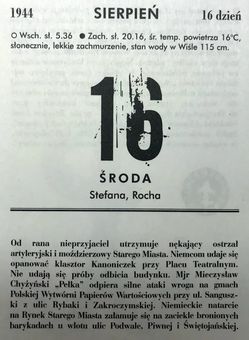 1944 SIERPIEŃ 16 dzień
○ Wsch. sł. 5.36 ● Zach. sł. 20.16, śr. temp. powietrza 16°C,
słonecznie, lekkie zachmurzenie, stan wody w Wiśle 115 cm.
16
ŚRODA
Stefana, Rocha
Od rana nieprzyjaciel utrzymuje nękający ostrzał
artyleryjski i moździerzowy Starego Miasta. Niemcom udaje się
opanować klasztor Kanoniczek przy Placu Teatralnym.
Nie udają się próby odbicia budynku. Mjr Mieczysław
Chyżyński „Pełka” odpiera silne ataki wroga na gmach
Polskiej Wytwórni Papierów Wartościowych przy ul. Sangusz-
ki z ulic Rybaki i Zakroczymskiej. Niemieckie natarcie
na Rynek Starego Miasta załamuje się na zaciekle bronionych
barykadach u wlotu ulic Podwale, Piwnej i Świętojańskiej.